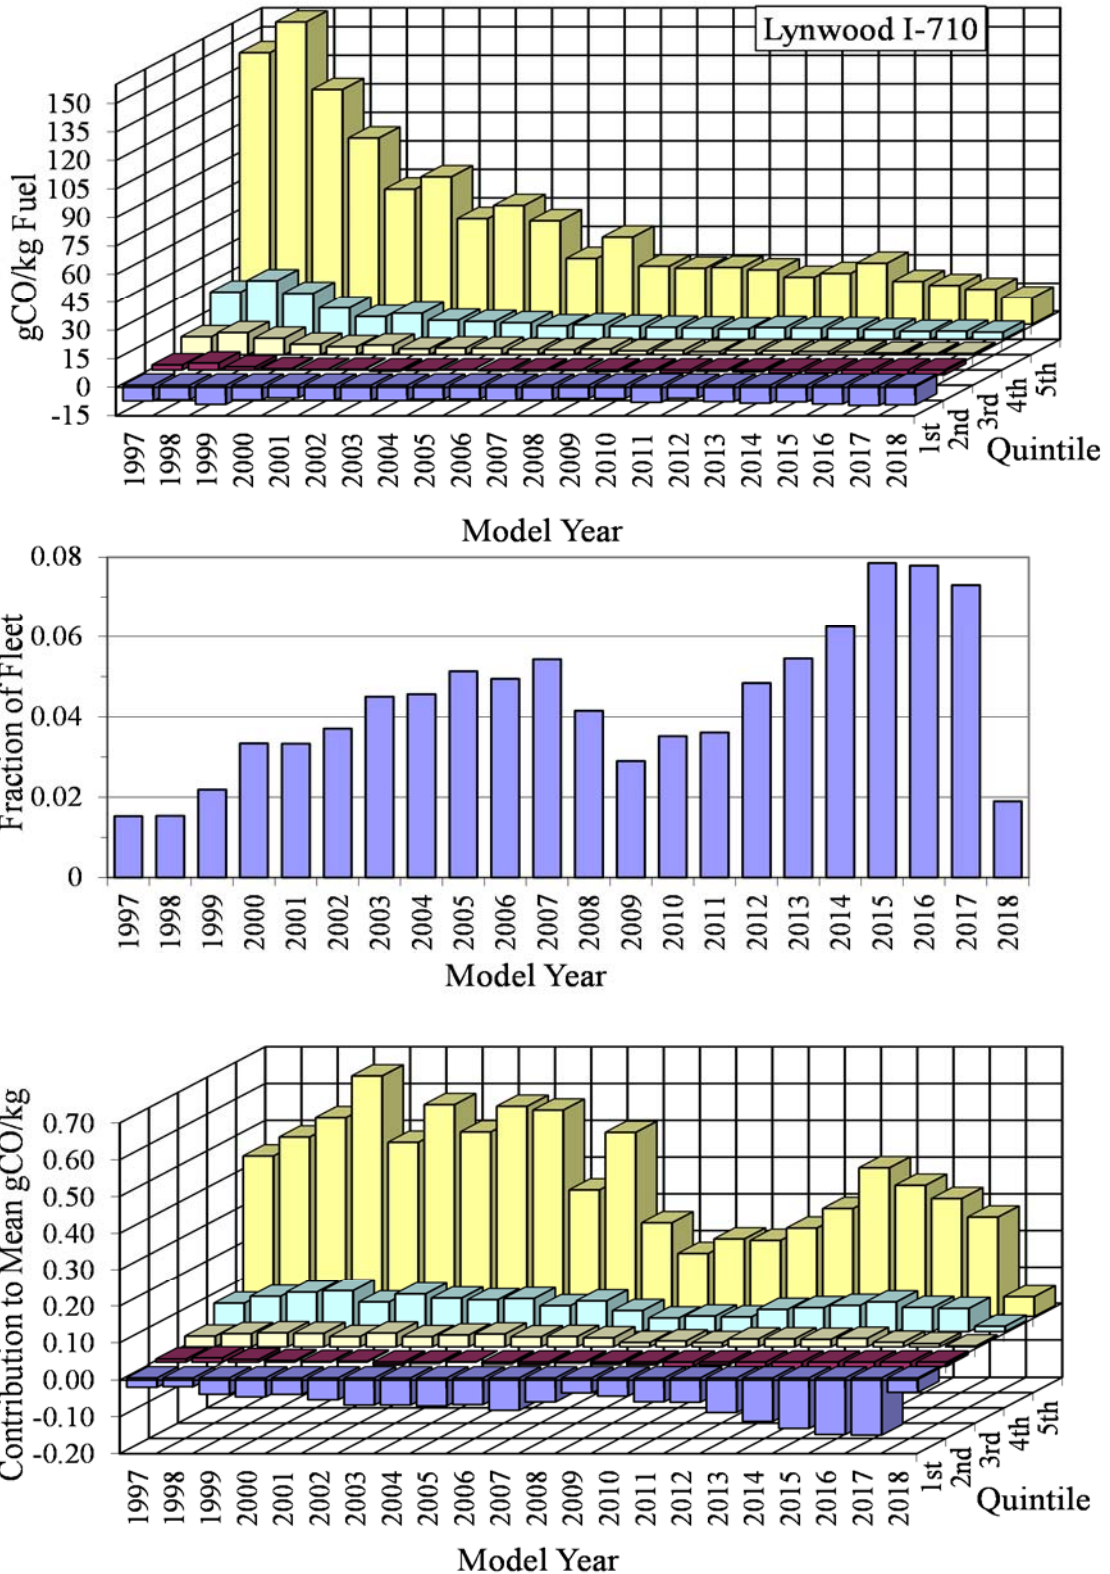 Lynwood I-710
gCO/kg Fuel
150
135
120
105
90
75
60
45
30
15
0
-15
1997 1998 1999 2000 2001 2002 2003 2004 2005 2006 2007 2008 2009 2010 2011 2012 2013 2014 2015 2016 2017 2018
1st 2nd 3rd 4th 5th
Quintile
Model Year
Fraction of Fleet
0.08
0.06
0.04
0.02
0
1997 1998 1999 2000 2001 2002 2003 2004 2005 2006 2007 2008 2009 2010 2011 2012 2013 2014 2015 2016 2017 2018
Model Year
Contribution to Mean gCO/kg
0.70
0.60
0.50
0.40
0.30
0.20
0.10
0.00
-0.10
-0.20
1997 1998 1999 2000 2001 2002 2003 2004 2005 2006 2007 2008 2009 2010 2011 2012 2013 2014 2015 2016 2017 2018
1st 2nd 3rd 4th 5th
Quintile
Model Year